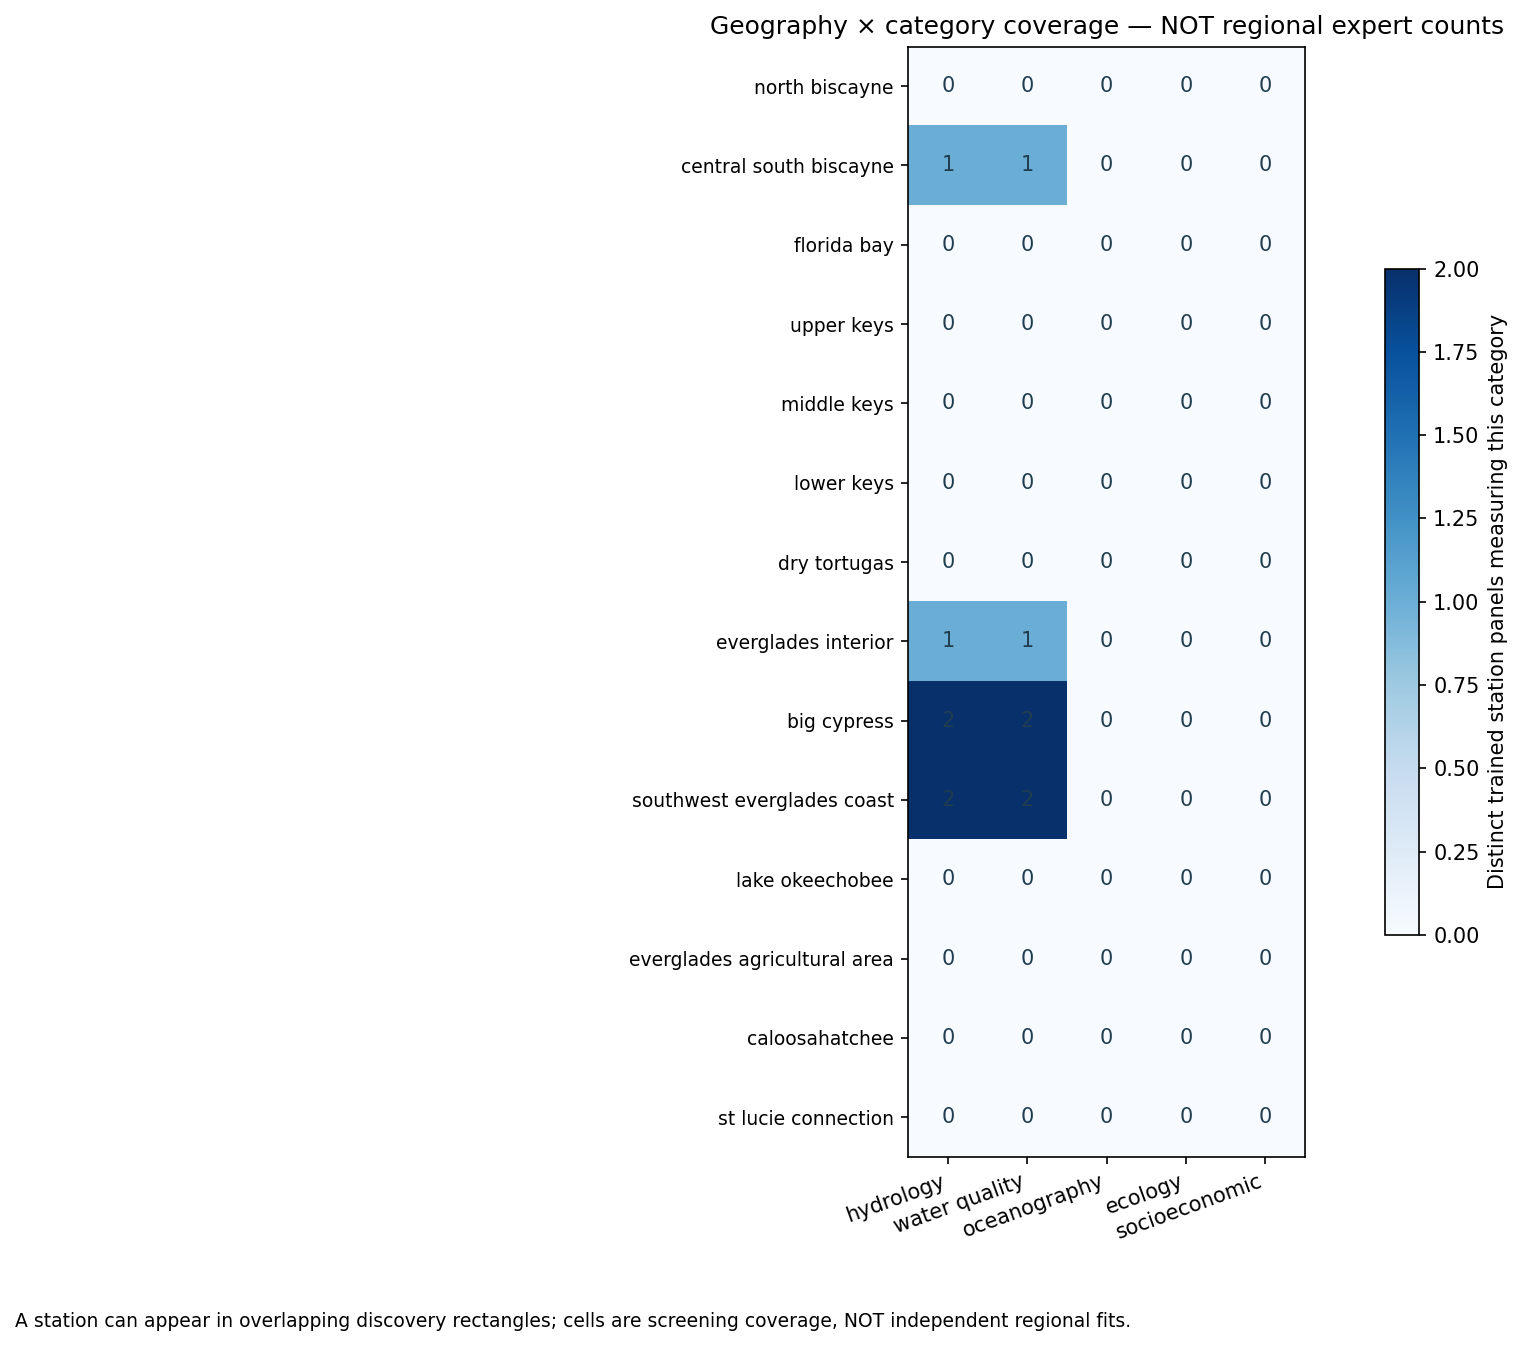 Geography × category coverage — NOT regional expert counts
north biscayne 0 0 0 0 0
central south biscayne 1 1 0 0 0
florida bay 0 0 0 0 0
upper keys 0 0 0 0 0
middle keys 0 0 0 0 0
lower keys 0 0 0 0 0
dry tortugas 0 0 0 0 0
everglades interior 1 1 0 0 0
big cypress 2 2 0 0 0
southwest everglades coast 2 2 0 0 0
lake okeechobee 0 0 0 0 0
everglades agricultural area 0 0 0 0 0
caloosahatchee 0 0 0 0 0
st lucie connection 0 0 0 0 0
hydrology
water quality
oceanography
ecology
socioeconomic
2.00
1.75
1.50
1.25
1.00
0.75
0.50
0.25
0.00
Distinct trained station panels measuring this category
A station can appear in overlapping discovery rectangles; cells are screening coverage, NOT independent regional fits.